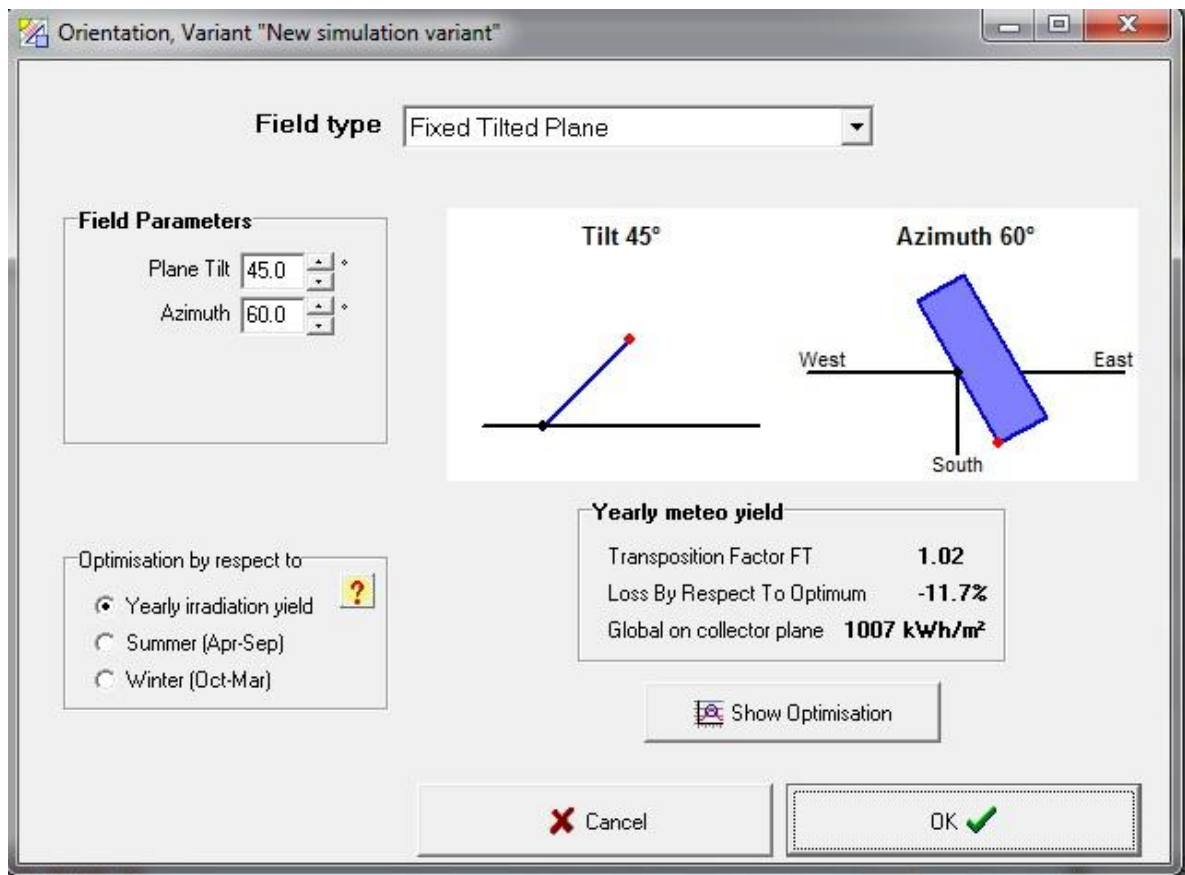 Orientation, Variant "New simulation variant"
Field type Fixed Tilted Plane
Field Parameters
Plane Tilt 45.0 °
Azimuth 60.0 °
Tilt 45°
Azimuth 60°
West
East
South
Optimisation by respect to
Yearly irradiation yield
Summer (Apr-Sep)
Winter (Oct-Mar)
?
Yearly meteo yield
Transposition Factor FT 1.02
Loss By Respect To Optimum -11.7%
Global on collector plane 1007 kWh/m²
Show Optimisation
Cancel
OK